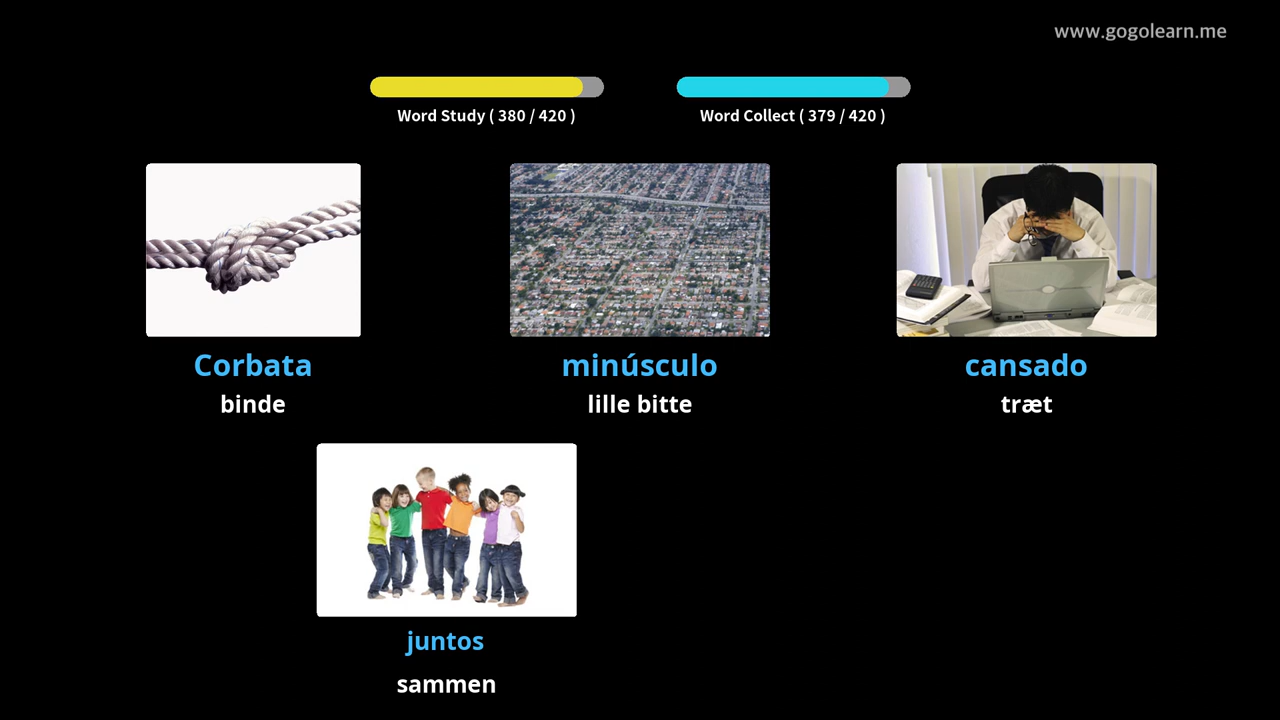 www.gogolearn.me
Word Study ( 380 / 420 )
Word Collect ( 379 / 420 )
Corbata
binde
minúsculo
lille bitte
cansado
træt
juntos
sammen